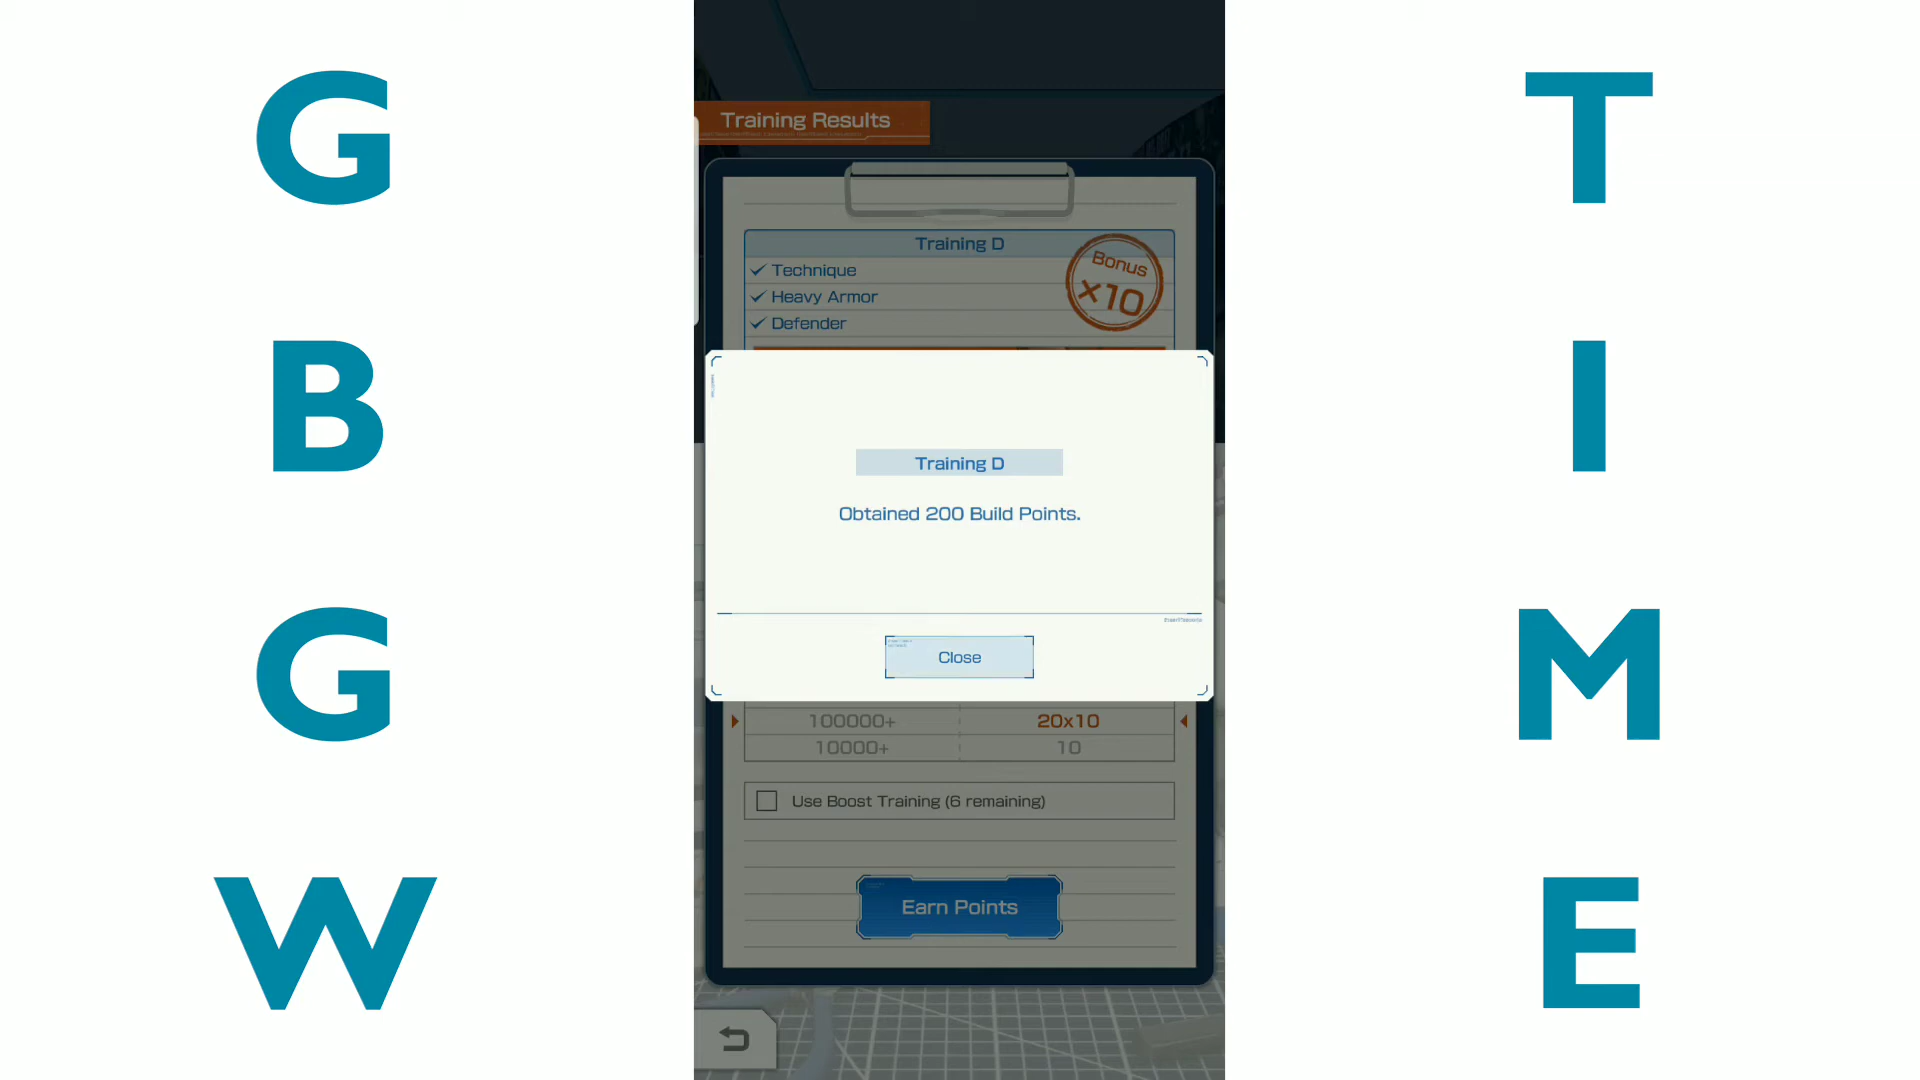 G
B
G
W
Training Results
Training D
Technique
Heavy Armor
Defender
Bonus
×10
Training D
Obtained 200 Build Points.
Close
100000+ 20x10
10000+ 10
Use Boost Training (6 remaining)
Earn Points
T
I
M
E